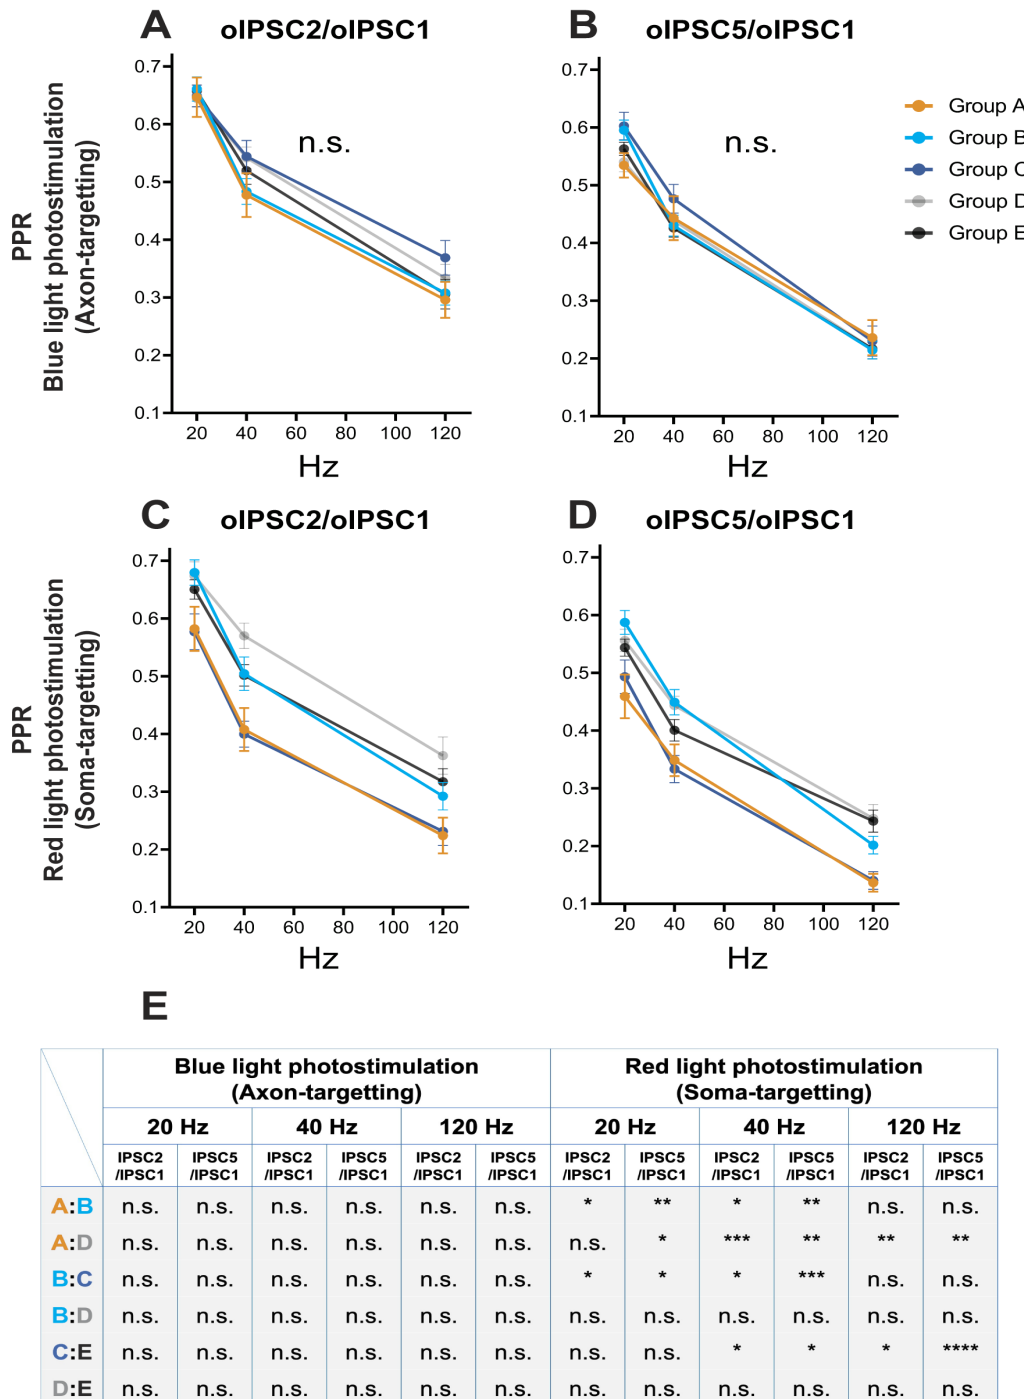 A oIPSC2/oIPSC1
B oIPSC5/oIPSC1
PPR
Blue light photostimulation
(Axon-targetting)
0.7
0.6
0.5
0.4
0.3
0.2
0.1
n.s.
20 40 60 80 100 120
Hz
0.7
0.6
0.5
0.4
0.3
0.2
0.1
n.s.
20 40 60 80 100 120
Hz
Group A
Group B
Group C
Group D
Group E
C oIPSC2/oIPSC1
D oIPSC5/oIPSC1
PPR
Red light photostimulation
(Soma-targetting)
0.7
0.6
0.5
0.4
0.3
0.2
0.1
20 40 60 80 100 120
Hz
0.7
0.6
0.5
0.4
0.3
0.2
0.1
20 40 60 80 100 120
Hz
E
Blue light photostimulation
(Axon-targetting)
Red light photostimulation
(Soma-targetting)
20 Hz 40 Hz 120 Hz 20 Hz 40 Hz 120 Hz
IPSC2 IPSC5 IPSC2 IPSC5 IPSC2 IPSC5 IPSC2 IPSC5 IPSC2 IPSC5 IPSC2 IPSC5
/IPSC1 /IPSC1 /IPSC1 /IPSC1 /IPSC1 /IPSC1 /IPSC1 /IPSC1 /IPSC1 /IPSC1 /IPSC1 /IPSC1
A:B n.s. n.s. n.s. n.s. n.s. n.s. * ** * ** n.s. n.s.
A:D n.s. n.s. n.s. n.s. n.s. n.s. n.s. * *** ** ** **
B:C n.s. n.s. n.s. n.s. n.s. n.s. * * * *** n.s. n.s.
B:D n.s. n.s. n.s. n.s. n.s. n.s. n.s. n.s. n.s. n.s. n.s. n.s.
C:E n.s. n.s. n.s. n.s. n.s. n.s. n.s. n.s. * * * ****
D:E n.s. n.s. n.s. n.s. n.s. n.s. n.s. n.s. n.s. n.s. n.s. n.s.